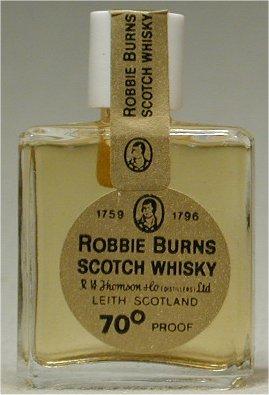 ROBBIE BURNS
SCOTCH WHISKY
1759 1796
ROBBIE BURNS
SCOTCH WHISKY
R H Thomson & Co (DISTILLERS) Ltd
LEITH SCOTLAND
70° PROOF